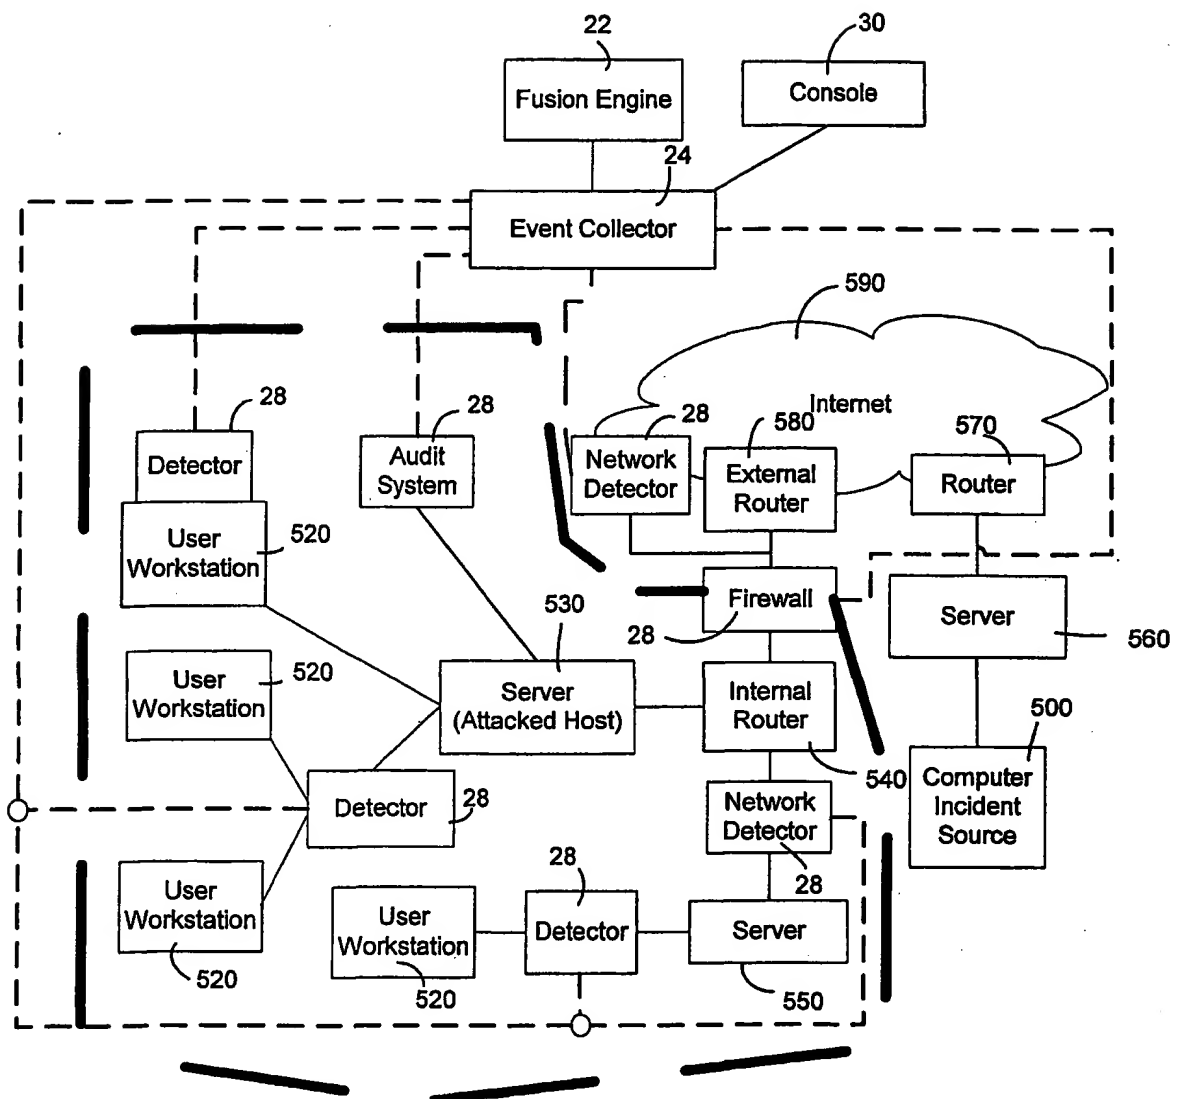 22
30
Fusion Engine
Console
24
Event Collector
590
Internet
28
Detector
28
Audit
System
28
Network
Detector
580
External
Router
570
Router
User
Workstation
520
530
Firewall
28
Server
560
User
Workstation
520
Server
(Attacked Host)
Internal
Router
540
500
Computer
Incident
Source
Detector
28
Network
Detector
28
User
Workstation
520
User
Workstation
520
28
Detector
Server
550